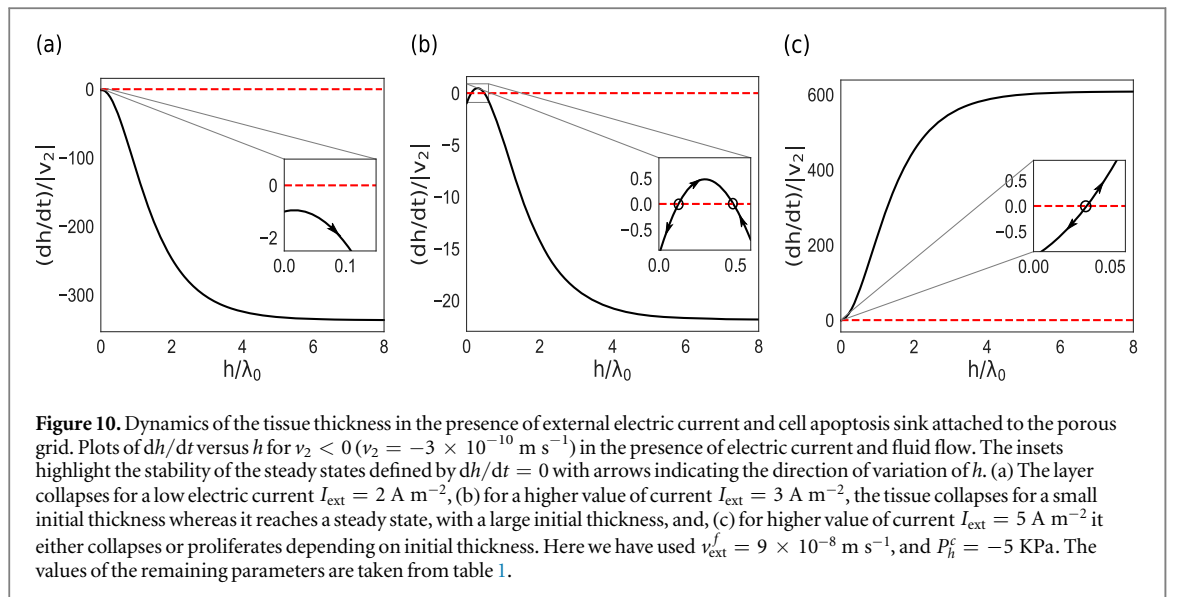 (a)
(b)
(c)
0
−100
−200
−300
(dh/dt)/|v₂|
0
2
4
6
8
h/λ₀
0
−2
0.0
0.1
0
−5
−10
−15
−20
(dh/dt)/|v₂|
0
2
4
6
8
h/λ₀
0.5
0.0
−0.5
0.0
0.5
600
400
200
0
(dh/dt)/|v₂|
0
2
4
6
8
h/λ₀
0.5
0.0
−0.5
0.00
0.05
Figure 10. Dynamics of the tissue thickness in the presence of external electric current and cell apoptosis sink attached to the porous
grid. Plots of dh/dt versus h for v₂ < 0 (v₂ = −3 × 10⁻¹⁰ m s⁻¹) in the presence of electric current and fluid flow. The insets
highlight the stability of the steady states defined by dh/dt = 0 with arrows indicating the direction of variation of h. (a) The layer
collapses for a low electric current I_ext = 2 A m⁻², (b) for a higher value of current I_ext = 3 A m⁻², the tissue collapses for a small
initial thickness whereas it reaches a steady state, with a large initial thickness, and, (c) for higher value of current I_ext = 5 A m⁻² it
either collapses or proliferates depending on initial thickness. Here we have used v_ext^f = 9 × 10⁻⁸ m s⁻¹, and P_h^c = −5 KPa. The
values of the remaining parameters are taken from table 1.